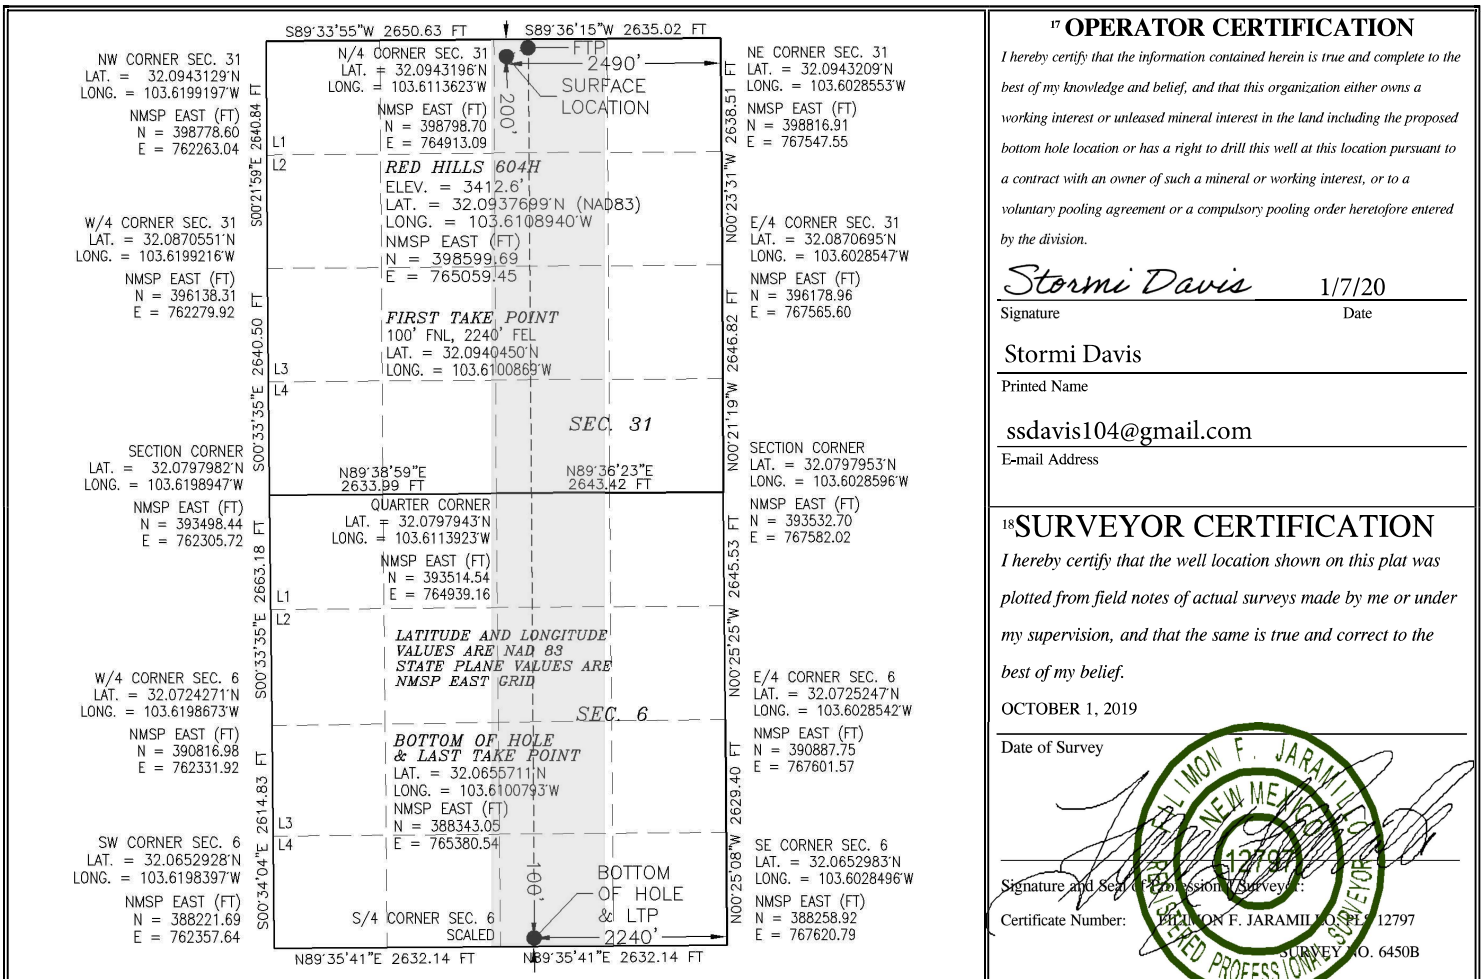 S89°33'55"W 2650.63 FT
S89°36'15"W 2635.02 FT
NW CORNER SEC. 31
LAT. = 32.0943129°N
LONG. = 103.6199197°W
NMSP EAST (FT)
N = 398778.60
E = 762263.04
N/4 CORNER SEC. 31
LAT. = 32.0943196°N
LONG. = 103.6113623°W
NMSP EAST (FT)
N = 398798.70
E = 764913.09
FTP
2490'
SURFACE
LOCATION
200'
NE CORNER SEC. 31
LAT. = 32.0943209°N
LONG. = 103.6028553°W
NMSP EAST (FT)
N = 398816.91
E = 767547.55
S00°21'59"E 2640.84 FT
N00°23'31"W 2638.51 FT
L1
L2
RED HILLS 604H
ELEV. = 3412.6'
LAT. = 32.0937699°N (NAD83)
LONG. = 103.6108940°W
NMSP EAST (FT)
N = 398599.69
E = 765059.45
W/4 CORNER SEC. 31
LAT. = 32.0870551°N
LONG. = 103.6199216°W
NMSP EAST (FT)
N = 396138.31
E = 762279.92
E/4 CORNER SEC. 31
LAT. = 32.0870695°N
LONG. = 103.6028547°W
NMSP EAST (FT)
N = 396178.96
E = 767565.60
FIRST TAKE POINT
100' FNL, 2240' FEL
LAT. = 32.0940450°N
LONG. = 103.6100869°W
S00°33'35"E 2640.50 FT
N00°21'19"W 2646.82 FT
L3
L4
SEC. 31
SECTION CORNER
LAT. = 32.0797982°N
LONG. = 103.6198947°W
NMSP EAST (FT)
N = 393498.44
E = 762305.72
N89°38'59"E
2633.99 FT
N89°36'23"E
2643.42 FT
SECTION CORNER
LAT. = 32.0797953°N
LONG. = 103.6028596°W
NMSP EAST (FT)
N = 393532.70
E = 767582.02
QUARTER CORNER
LAT. = 32.0797943°N
LONG. = 103.6113923°W
NMSP EAST (FT)
N = 393514.54
E = 764939.16
S00°33'35"E 2663.18 FT
N00°25'25"W 2645.53 FT
L1
L2
LATITUDE AND LONGITUDE
VALUES ARE NAD 83
STATE PLANE VALUES ARE
NMSP EAST GRID
W/4 CORNER SEC. 6
LAT. = 32.0724271°N
LONG. = 103.6198673°W
NMSP EAST (FT)
N = 390816.98
E = 762331.92
SEC. 6
E/4 CORNER SEC. 6
LAT. = 32.0725247°N
LONG. = 103.6028542°W
NMSP EAST (FT)
N = 390887.75
E = 767601.57
BOTTOM OF HOLE
& LAST TAKE POINT
LAT. = 32.0655711°N
LONG. = 103.6100793°W
NMSP EAST (FT)
N = 388343.05
E = 765380.54
S00°34'04"E 2614.83 FT
N00°25'08"W 2629.40 FT
L3
L4
SW CORNER SEC. 6
LAT. = 32.0652928°N
LONG. = 103.6198397°W
NMSP EAST (FT)
N = 388221.69
E = 762357.64
BOTTOM
OF HOLE
& LTP
100'
2240'
S/4 CORNER SEC. 6
SCALED
SE CORNER SEC. 6
LAT. = 32.0652983°N
LONG. = 103.6028496°W
NMSP EAST (FT)
N = 388258.92
E = 767620.79
N89°35'41"E 2632.14 FT
N89°35'41"E 2632.14 FT
17 OPERATOR CERTIFICATION
I hereby certify that the information contained herein is true and complete to the
best of my knowledge and belief, and that this organization either owns a
working interest or unleased mineral interest in the land including the proposed
bottom hole location or has a right to drill this well at this location pursuant to
a contract with an owner of such a mineral or working interest, or to a
voluntary pooling agreement or a compulsory pooling order heretofore entered
by the division.
Stormi Davis 1/7/20
Signature Date
Stormi Davis
Printed Name
ssdavis104@gmail.com
E-mail Address
18 SURVEYOR CERTIFICATION
I hereby certify that the well location shown on this plat was
plotted from field notes of actual surveys made by me or under
my supervision, and that the same is true and correct to the
best of my belief.
OCTOBER 1, 2019
Date of Survey
FILIMON F. JARAMILLO
NEW MEXICO
12797
REGISTERED PROFESSIONAL SURVEYOR
Signature and Seal of Professional Surveyor:
Certificate Number: FILIMON F. JARAMILLO, PLS 12797
SURVEY NO. 6450B